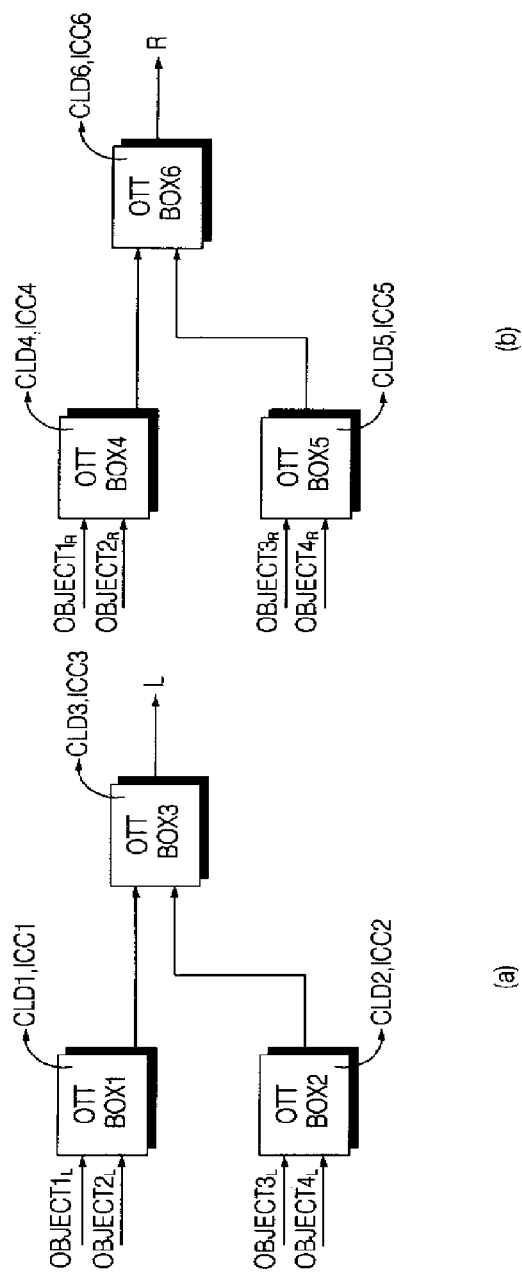 OBJECT1L
OBJECT2L
OTT
BOX1
CLD1,ICC1
OBJECT3L
OBJECT4L
OTT
BOX2
CLD2,ICC2
OTT
BOX3
CLD3,ICC3
L
(a)
OBJECT1R
OBJECT2R
OTT
BOX4
CLD4,ICC4
OBJECT3R
OBJECT4R
OTT
BOX5
CLD5,ICC5
OTT
BOX6
CLD6,ICC6
R
(b)